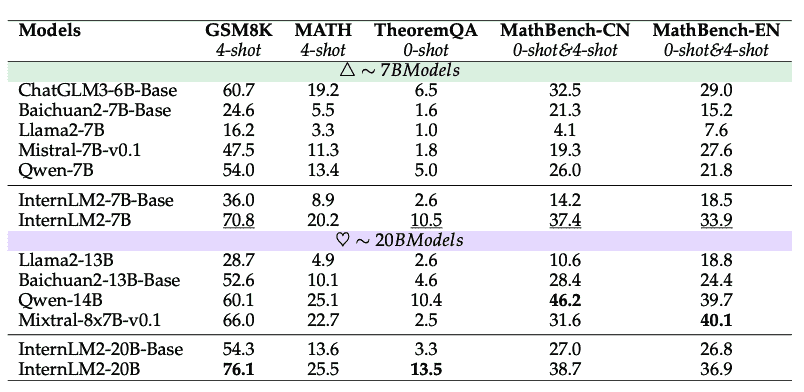 Models GSM8K MATH TheoremQA MathBench-CN MathBench-EN
4-shot 4-shot 0-shot 0-shot&4-shot 0-shot&4-shot
△ ∼ 7BModels
ChatGLM3-6B-Base 60.7 19.2 6.5 32.5 29.0
Baichuan2-7B-Base 24.6 5.5 1.6 21.3 15.2
Llama2-7B 16.2 3.3 1.0 4.1 7.6
Mistral-7B-v0.1 47.5 11.3 1.8 19.3 27.6
Qwen-7B 54.0 13.4 5.0 26.0 21.8
InternLM2-7B-Base 36.0 8.9 2.6 14.2 18.5
InternLM2-7B 70.8 20.2 10.5 37.4 33.9
♡ ∼ 20BModels
Llama2-13B 28.7 4.9 2.6 10.6 18.8
Baichuan2-13B-Base 52.6 10.1 4.6 28.4 24.4
Qwen-14B 60.1 25.1 10.4 46.2 39.7
Mixtral-8x7B-v0.1 66.0 22.7 2.5 31.6 40.1
InternLM2-20B-Base 54.3 13.6 3.3 27.0 26.8
InternLM2-20B 76.1 25.5 13.5 38.7 36.9